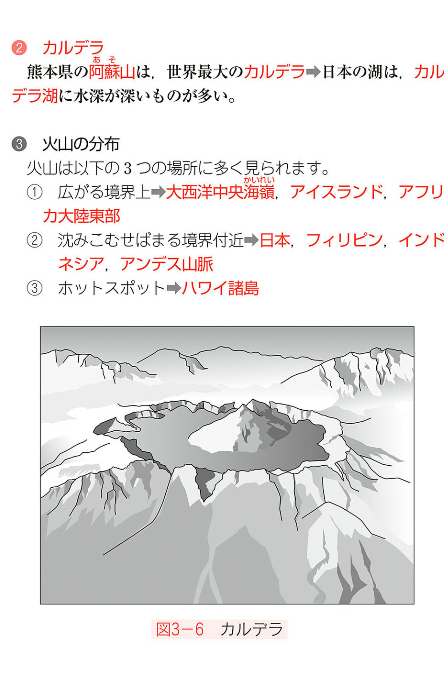 ❷ カルデラ
熊本県の阿蘇山は，世界最大のカルデラ➡日本の湖は，カル
デラ湖に水深が深いものが多い。
❸ 火山の分布
火山は以下の3つの場所に多く見られます。
① 広がる境界上➡大西洋中央海嶺，アイスランド，アフリ
カ大陸東部
② 沈みこむせばまる境界付近➡日本，フィリピン，インド
ネシア，アンデス山脈
③ ホットスポット➡ハワイ諸島
図3－6 カルデラ